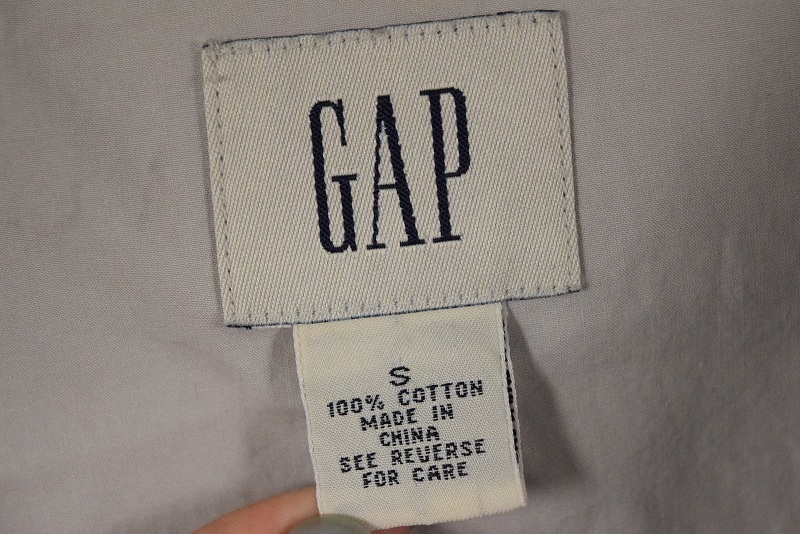 GAP
S
100% COTTON
MADE IN
CHINA
SEE REVERSE
FOR CARE